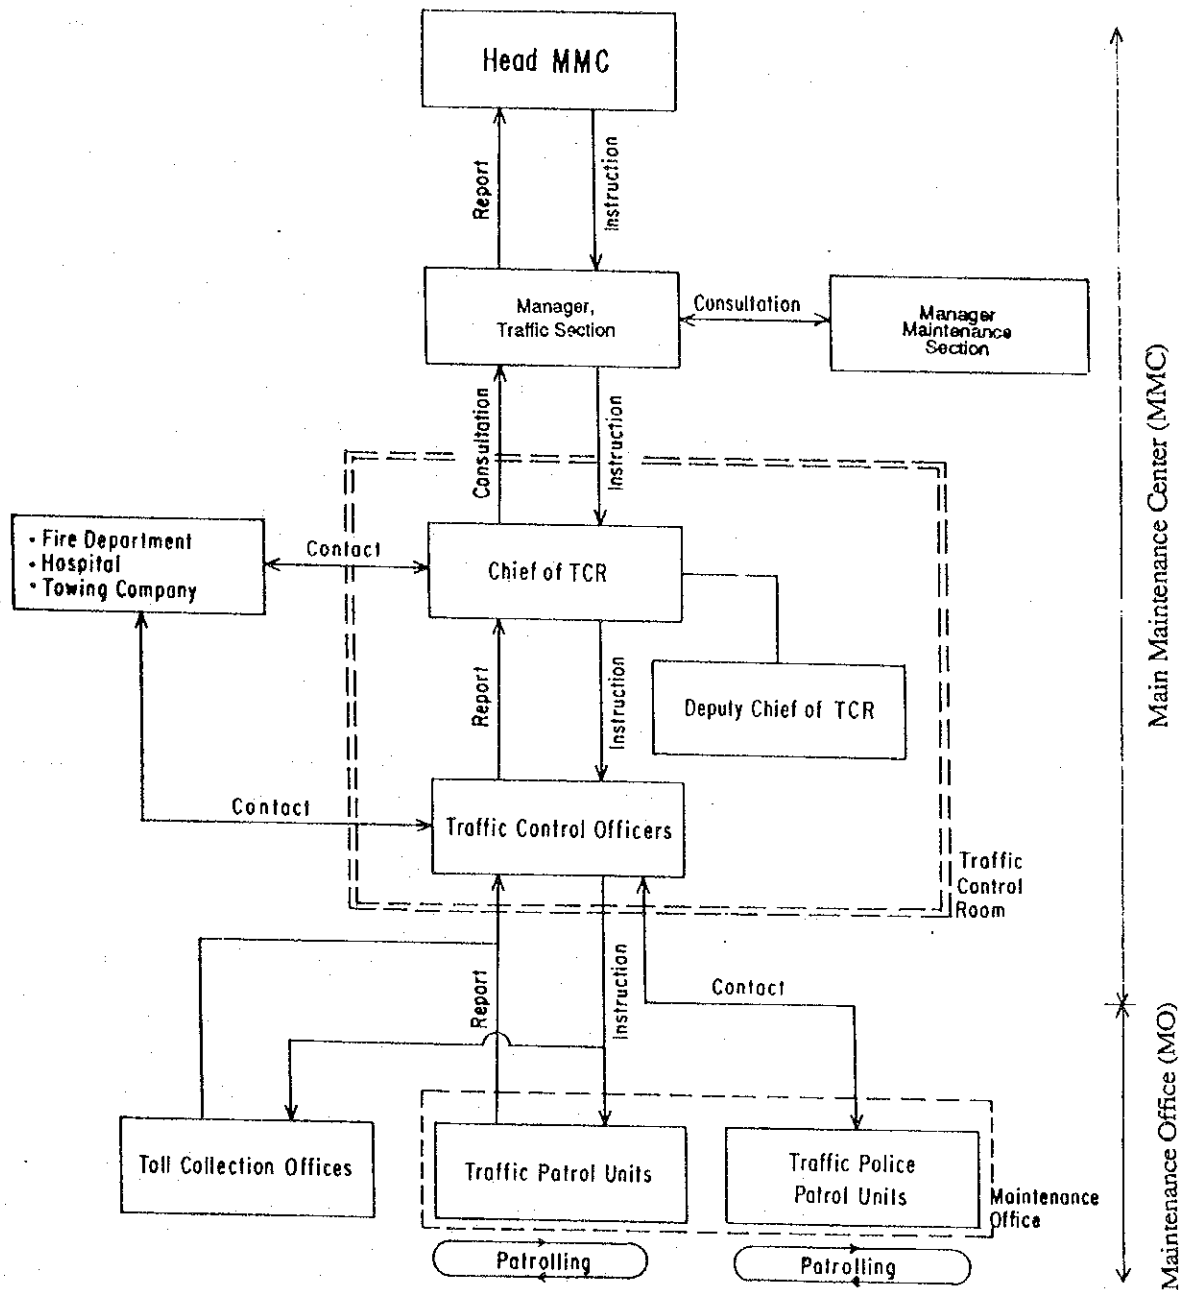 Head MMC
Report
Instruction
Manager,
Traffic Section
Consultation
Manager
Maintenance
Section
Consultation
Instruction
• Fire Department
• Hospital
• Towing Company
Contact
Chief of TCR
Report
Instruction
Deputy Chief of TCR
Contact
Traffic Control Officers
Traffic
Control
Room
Report
Instruction
Contact
Toll Collection Offices
Traffic Patrol Units
Traffic Police
Patrol Units
Maintenance
Office
Patrolling
Patrolling
Main Maintenance Center (MMC)
Maintenance Office (MO)